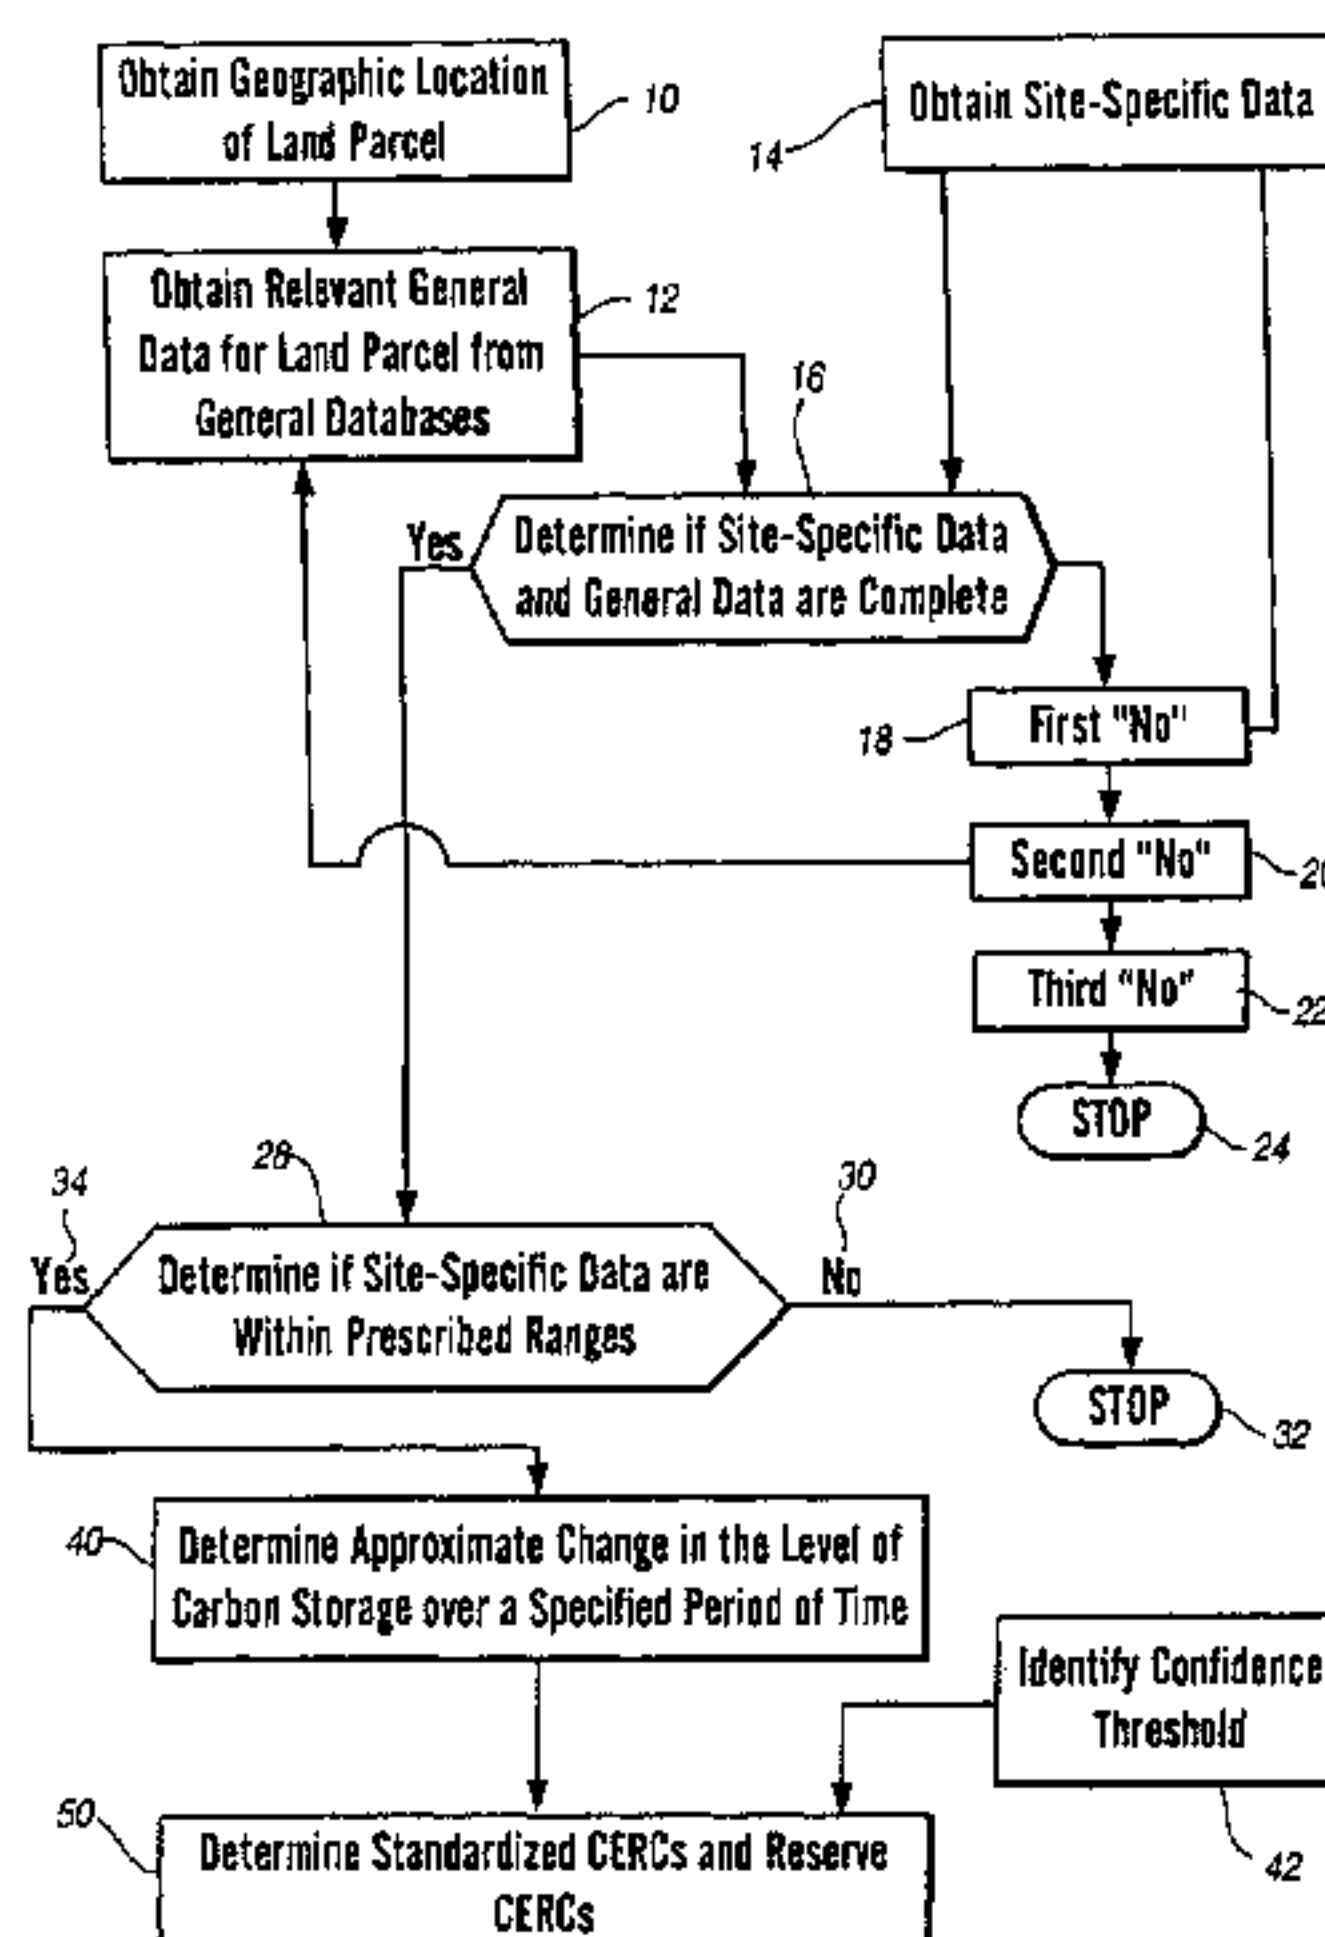 Obtain Geographic Location
of Land Parcel
10
Obtain Site-Specific Data
14
Obtain Relevant General
Data for Land Parcel from
General Databases
12
16
Yes
Determine if Site-Specific Data
and General Data are Complete
First "No"
18
Second "No"
20
Third "No"
22
STOP
24
28
34
30
Yes
Determine if Site-Specific Data are
Within Prescribed Ranges
No
STOP
32
40
Determine Approximate Change in the Level of
Carbon Storage over a Specified Period of Time
Identify Confidence
Threshold
42
50
Determine Standardized CERCs and Reserve
CERCs